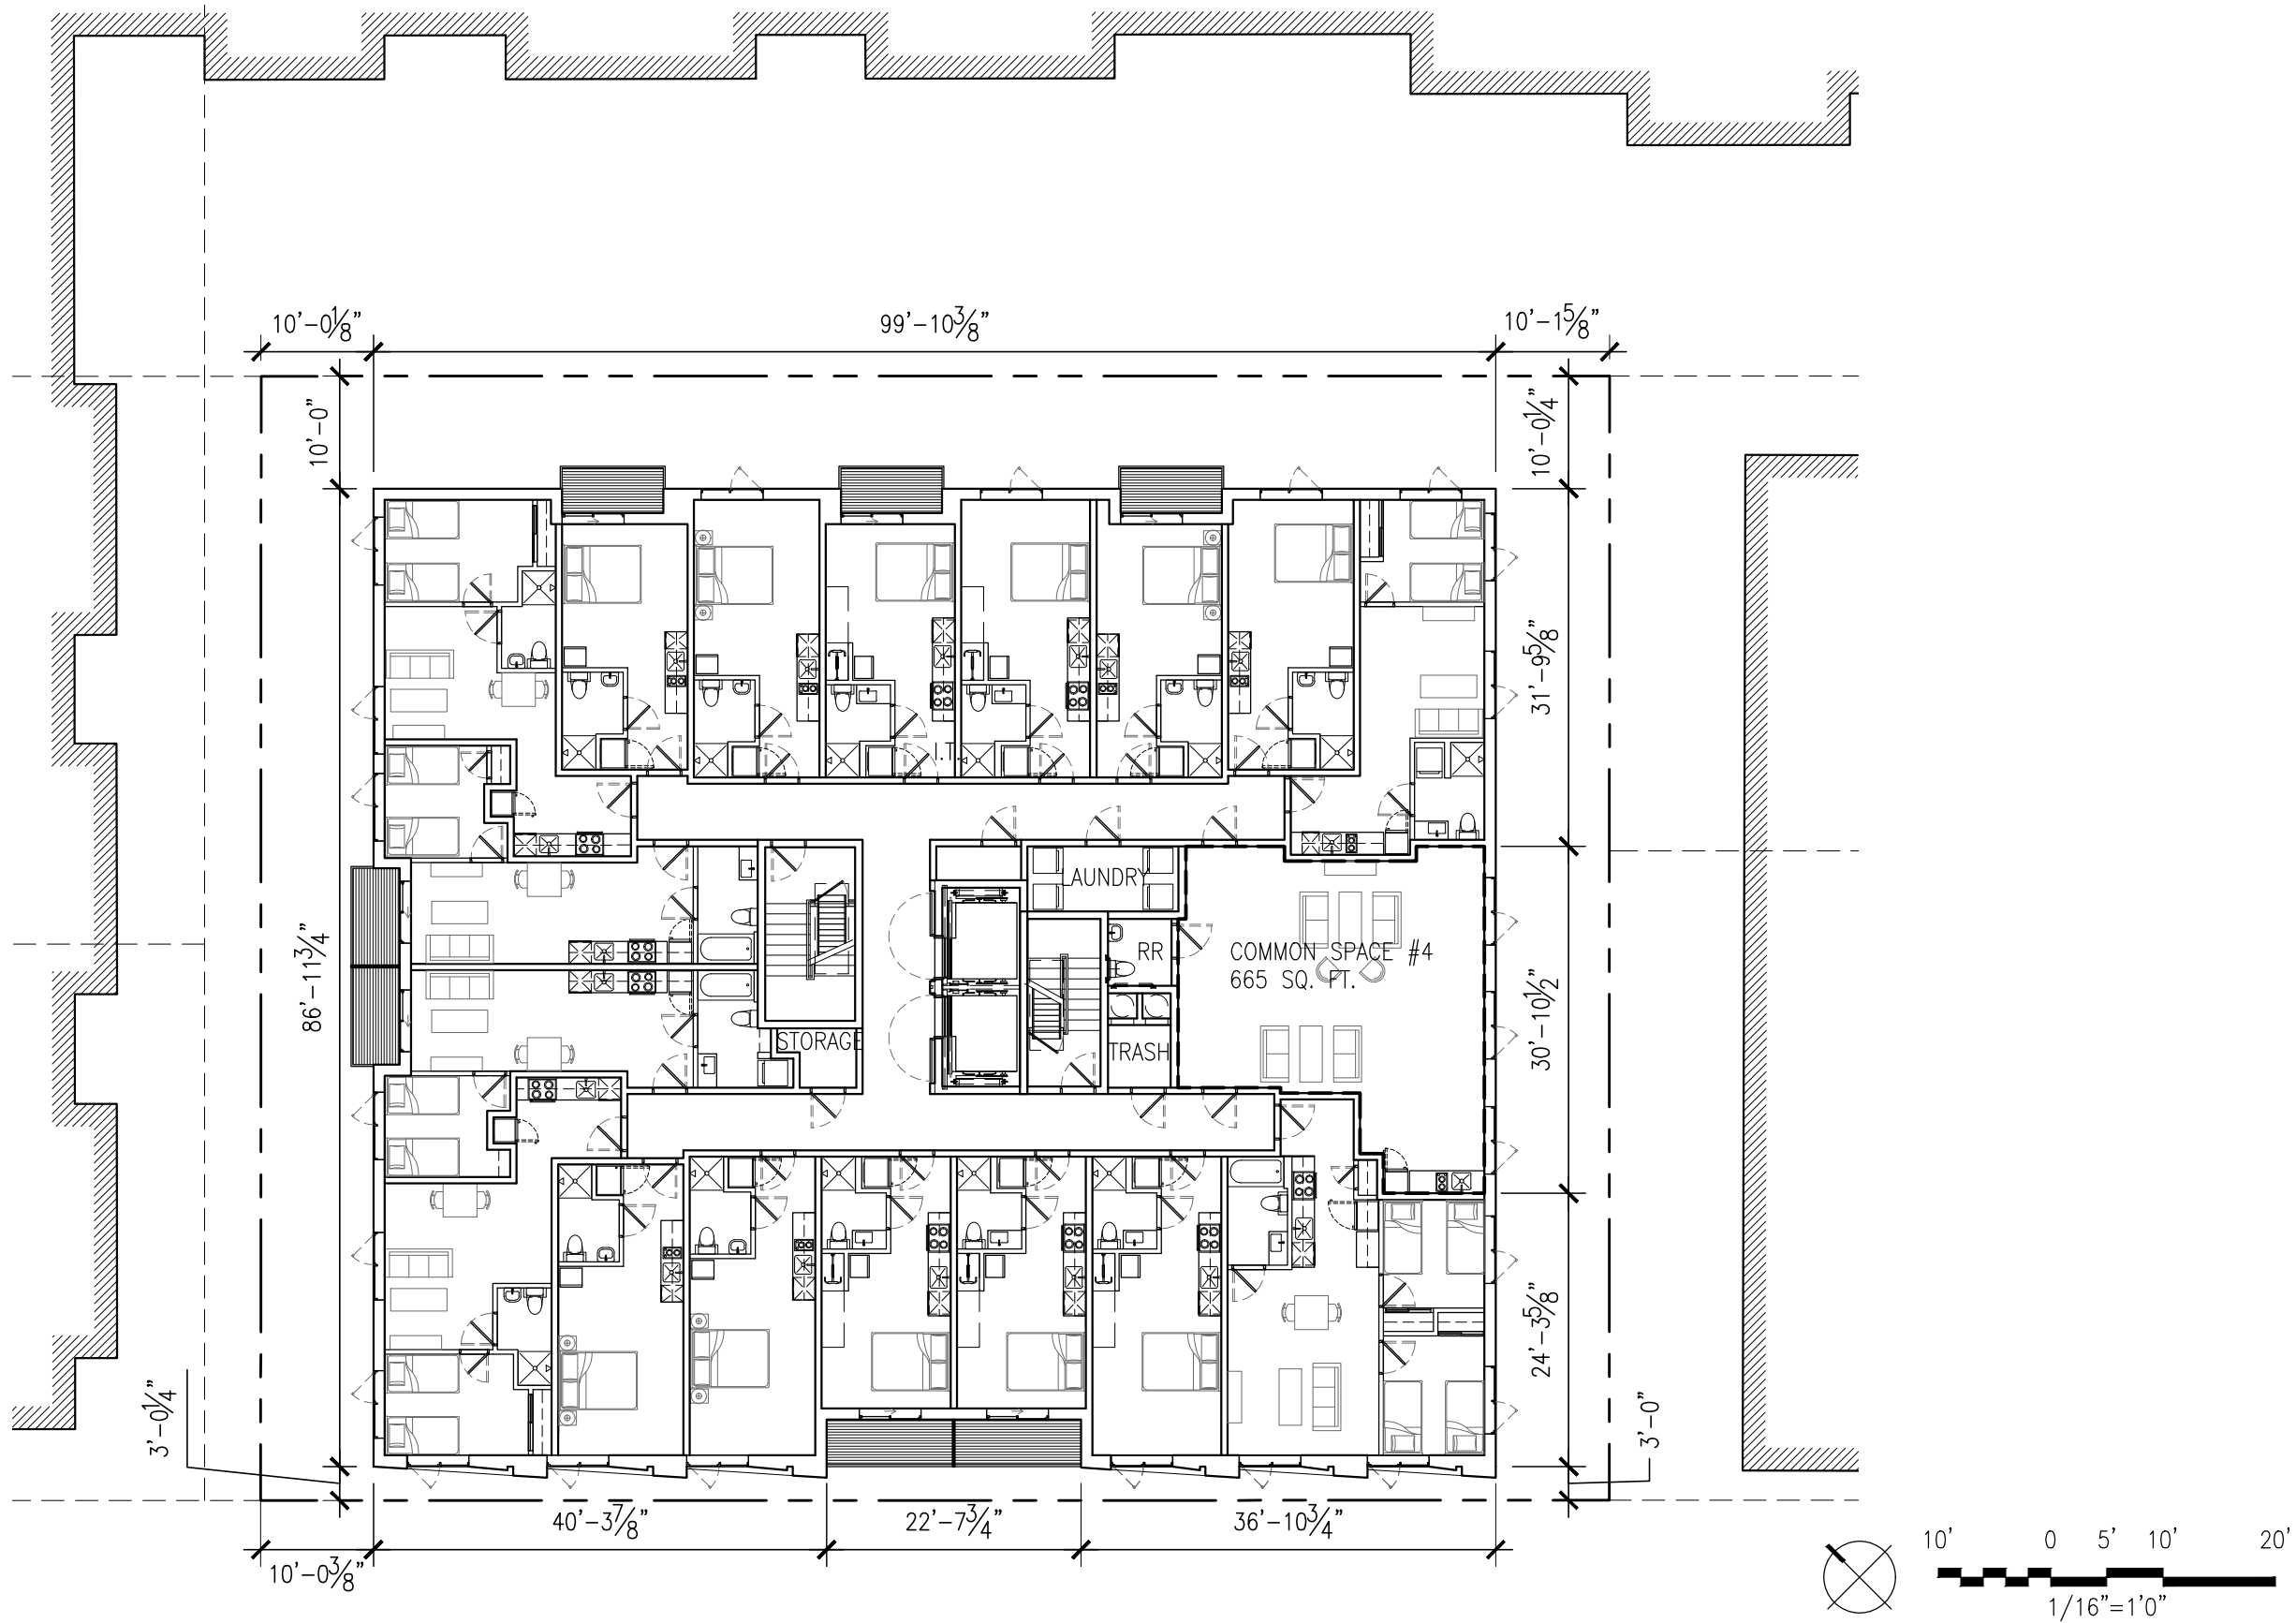 10'-0⅛"
99'-10⅜"
10'-1⅝"
10'-0"
10'-0¼"
31'-9⅝"
LAUNDRY
RR
COMMON SPACE #4
665 SQ. FT.
86'-11¾"
30'-10½"
STORAGE
TRASH
24'-3⅝"
3'-0¼"
3'-0"
40'-3⅞"
22'-7¾"
36'-10¾"
10'-0⅜"
10' 0 5' 10' 20'
1/16"=1'0"